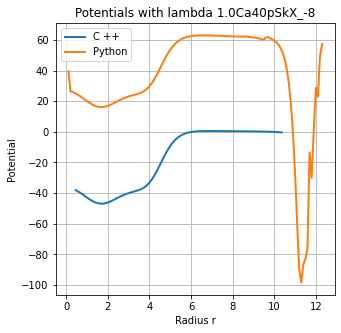 Potentials with lambda 1.0Ca40pSkX_-8
C ++
Python
Potential
60
40
20
0
−20
−40
−60
−80
−100
0 2 4 6 8 10 12
Radius r